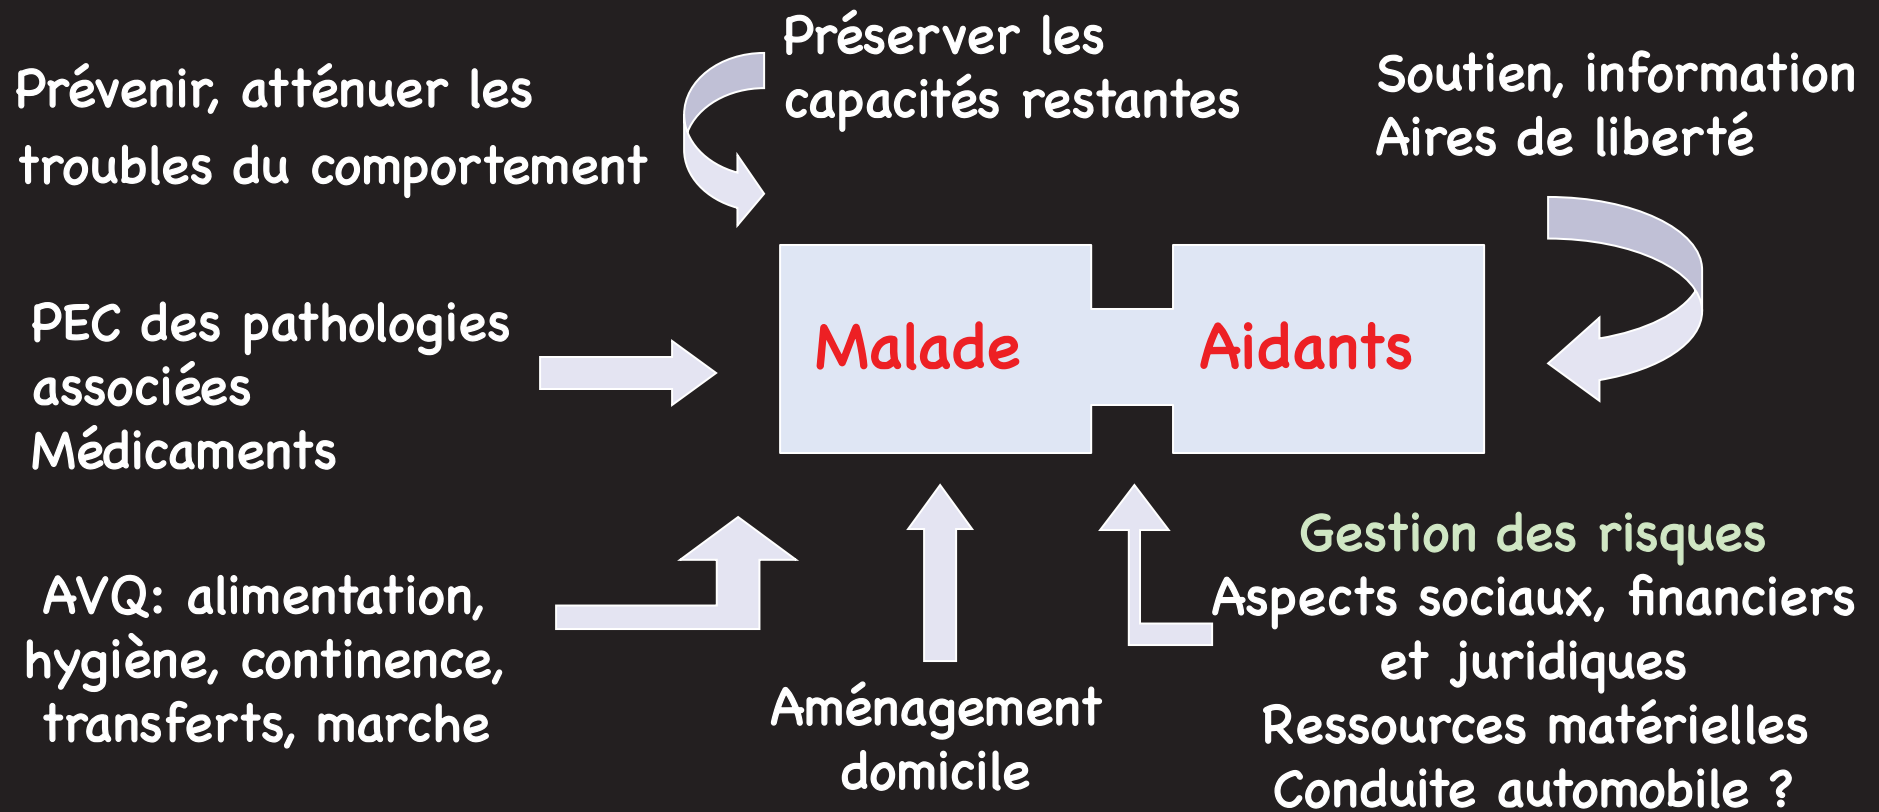 Prévenir, atténuer les
troubles du comportement
Préserver les
capacités restantes
Soutien, information
Aires de liberté
PEC des pathologies
associées
Médicaments
Malade
Aidants
AVQ: alimentation,
hygiène, continence,
transferts, marche
Aménagement
domicile
Gestion des risques
Aspects sociaux, financiers
et juridiques
Ressources matérielles
Conduite automobile ?